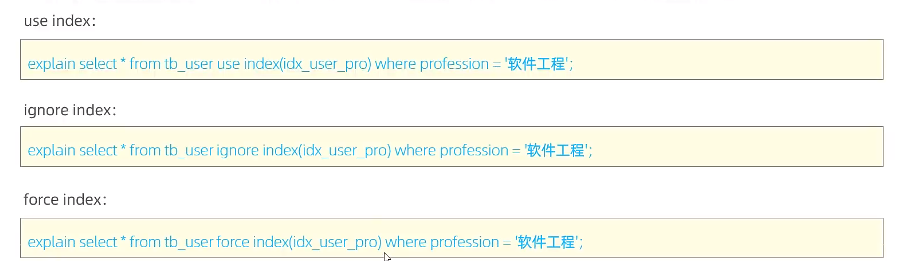 use index：
explain select * from tb_user use index(idx_user_pro) where profession = '软件工程';
ignore index：
explain select * from tb_user ignore index(idx_user_pro) where profession = '软件工程';
force index：
explain select * from tb_user force index(idx_user_pro) where profession = '软件工程';